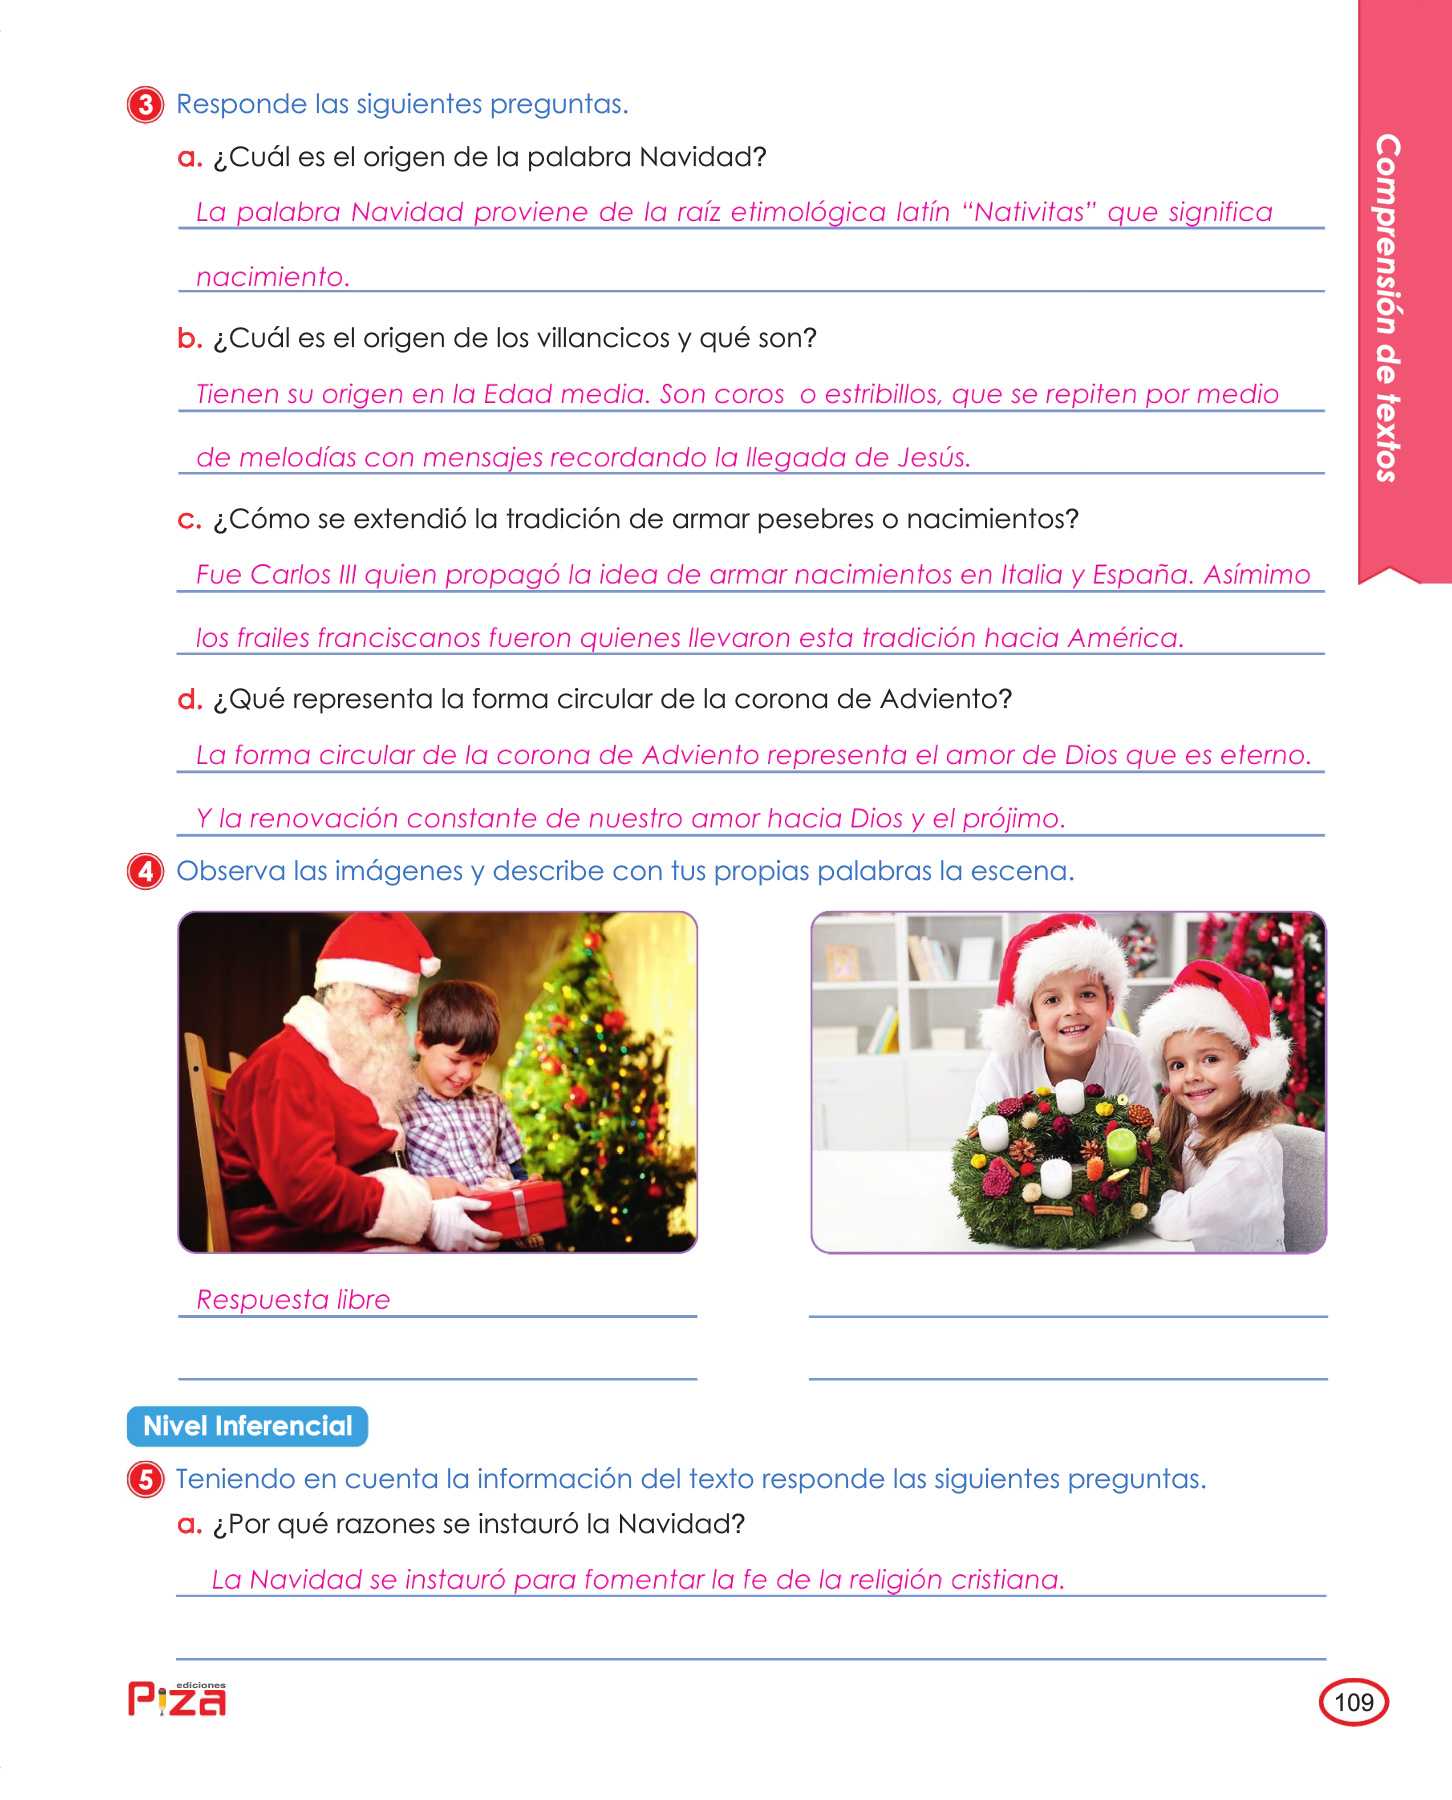 3 Responde las siguientes preguntas.
a. ¿Cuál es el origen de la palabra Navidad?
La palabra Navidad proviene de la raíz etimológica latín “Nativitas” que significa
nacimiento.
b. ¿Cuál es el origen de los villancicos y qué son?
Tienen su origen en la Edad media. Son coros o estribillos, que se repiten por medio
de melodías con mensajes recordando la llegada de Jesús.
c. ¿Cómo se extendió la tradición de armar pesebres o nacimientos?
Fue Carlos III quien propagó la idea de armar nacimientos en Italia y España. Asímimo
los frailes franciscanos fueron quienes llevaron esta tradición hacia América.
d. ¿Qué representa la forma circular de la corona de Adviento?
La forma circular de la corona de Adviento representa el amor de Dios que es eterno.
Y la renovación constante de nuestro amor hacia Dios y el prójimo.
4 Observa las imágenes y describe con tus propias palabras la escena.
Respuesta libre
Nivel Inferencial
5 Teniendo en cuenta la información del texto responde las siguientes preguntas.
a. ¿Por qué razones se instauró la Navidad?
La Navidad se instauró para fomentar la fe de la religión cristiana.
ediciones
Piza
109
Comprensión de textos